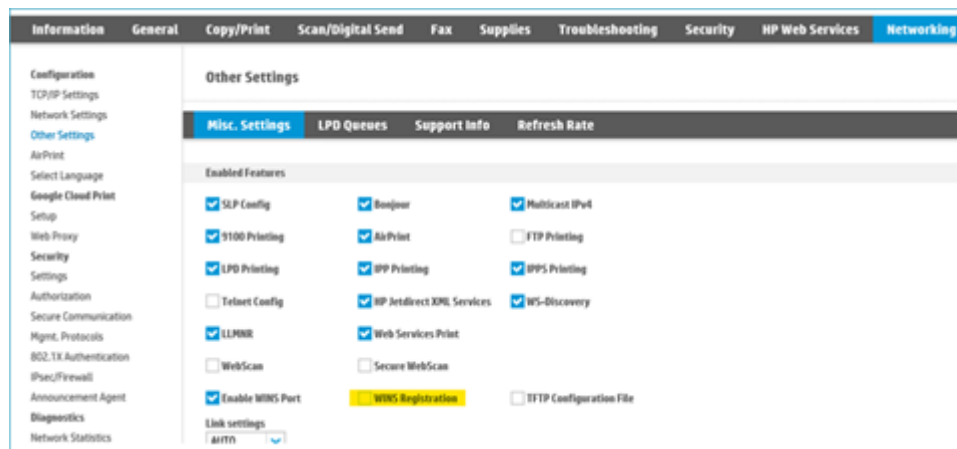 Information General Copy/Print Scan/Digital Send Fax Supplies Troubleshooting Security HP Web Services Networking
Configuration
TCP/IP Settings
Network Settings
Other Settings
AirPrint
Select Language
Google Cloud Print
Setup
Web Proxy
Security
Settings
Authorization
Secure Communication
Mgmt. Protocols
802.1X Authentication
IPsec/Firewall
Announcement Agent
Diagnostics
Network Statistics
Other Settings
Misc. Settings LPD Queues Support Info Refresh Rate
Enabled Features
SLP Config Bonjour Multicast IPv4
9100 Printing AirPrint FTP Printing
LPD Printing IPP Printing IPPS Printing
Telnet Config HP Jetdirect XML Services WS-Discovery
LLMNR Web Services Print
WebScan Secure WebScan
Enable WINS Port WINS Registration TFTP Configuration File
Link settings
AUTO